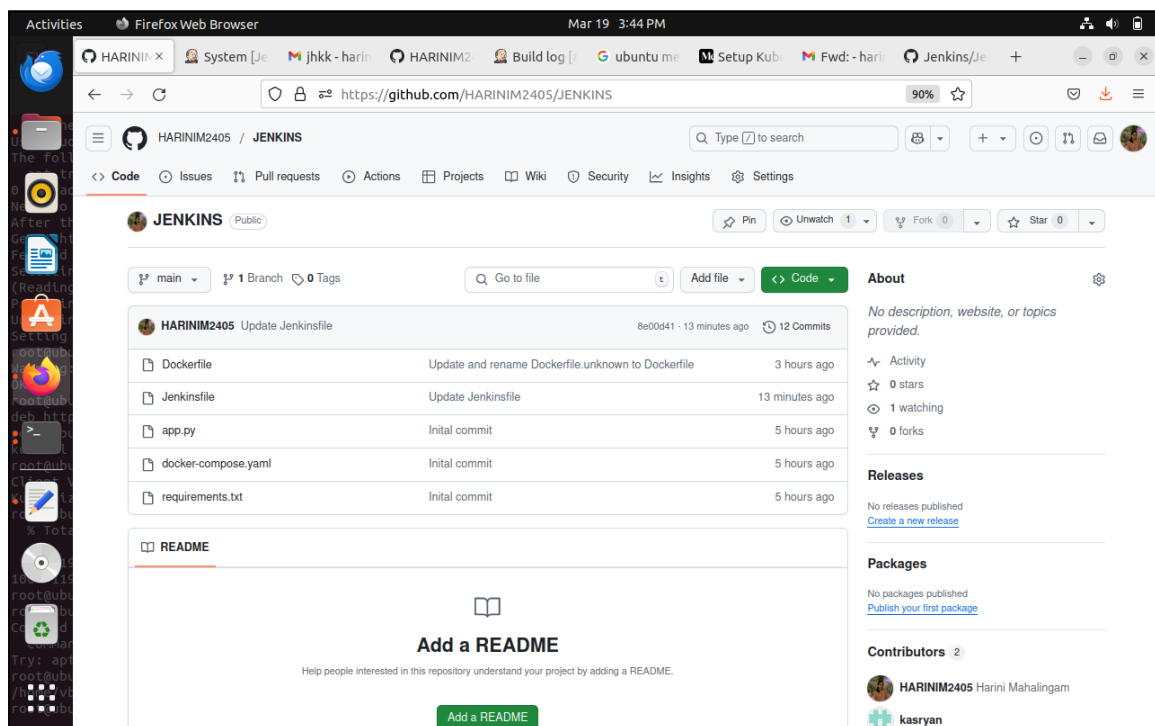 Activities Firefox Web Browser Mar 19 3:44 PM
HARINIM System [Je jhkk - harin HARINIM2 Build log [ ubuntu me Setup Kub Fwd: - hari Jenkins/Je
https://github.com/HARINIM2405/JENKINS 90%
HARINIM2405 / JENKINS Type / to search
Code Issues Pull requests Actions Projects Wiki Security Insights Settings
JENKINS Public Pin Unwatch 1 Fork 0 Star 0
main 1 Branch 0 Tags Go to file t Add file Code
HARINIM2405 Update Jenkinsfile 8e00d41 · 13 minutes ago 12 Commits
Dockerfile Update and rename Dockerfile.unknown to Dockerfile 3 hours ago
Jenkinsfile Update Jenkinsfile 13 minutes ago
app.py Inital commit 5 hours ago
docker-compose.yaml Inital commit 5 hours ago
requirements.txt Inital commit 5 hours ago
README
Add a README
Help people interested in this repository understand your project by adding a README.
Add a README
About
No description, website, or topics
provided.
Activity
0 stars
1 watching
0 forks
Releases
No releases published
Create a new release
Packages
No packages published
Publish your first package
Contributors 2
HARINIM2405 Harini Mahalingam
kasryan